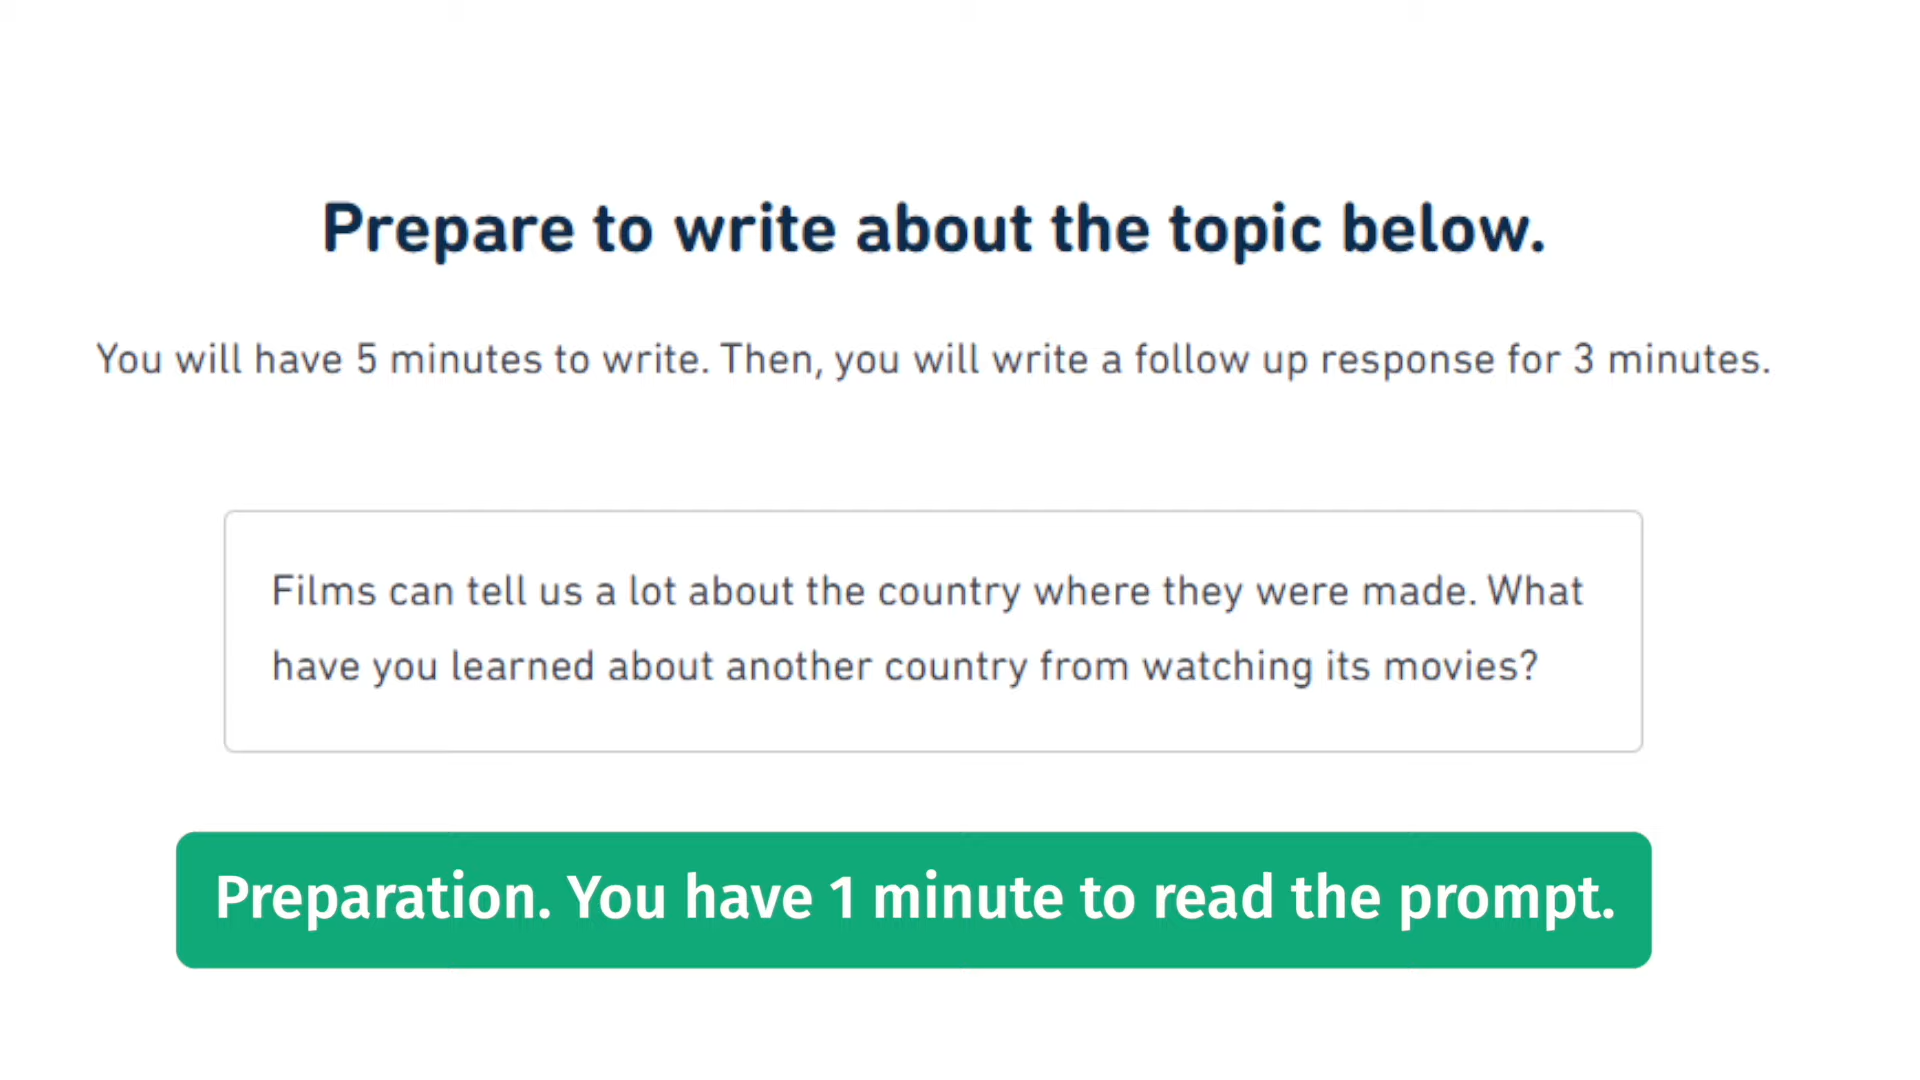 Prepare to write about the topic below.
You will have 5 minutes to write. Then, you will write a follow up response for 3 minutes.
Films can tell us a lot about the country where they were made. What
have you learned about another country from watching its movies?
Preparation. You have 1 minute to read the prompt.